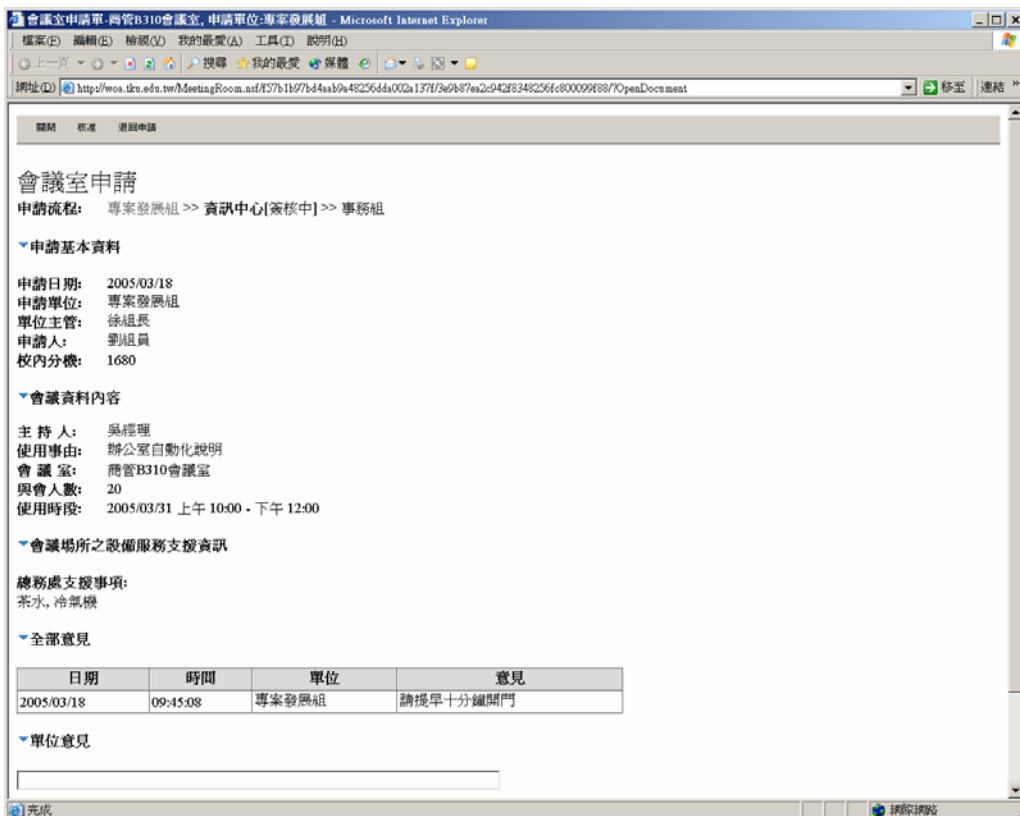 會議室申請單-商管B310會議室, 申請單位:專案發展組 - Microsoft Internet Explorer
檔案(F) 編輯(E) 檢視(V) 我的最愛(A) 工具(T) 說明(H)
上一頁 搜尋 我的最愛 媒體
網址(D) http://woa.tku.edu.tw/MeetingRoom.nsf/f57b1b97bd4aab9a48256dda002a137f/3e9b87ea2c942f8348256fc800099f88/?OpenDocument 移至 連結 »
關閉 核准 退回申請
會議室申請
申請流程: 專案發展組 >> 資訊中心[簽核中] >> 事務組
申請基本資料
申請日期: 2005/03/18
申請單位: 專案發展組
單位主管: 徐組長
申請人: 劉組員
校內分機: 1680
會議資料內容
主 持 人: 吳經理
使用事由: 辦公室自動化說明
會 議 室: 商管B310會議室
與會人數: 20
使用時段: 2005/03/31 上午 10:00 - 下午 12:00
會議場所之設備服務支援資訊
總務處支援事項:
茶水, 冷氣機
全部意見
日期 時間 單位 意見
2005/03/18 09:45:08 專案發展組 請提早十分鐘開門
單位意見
完成 網際網路